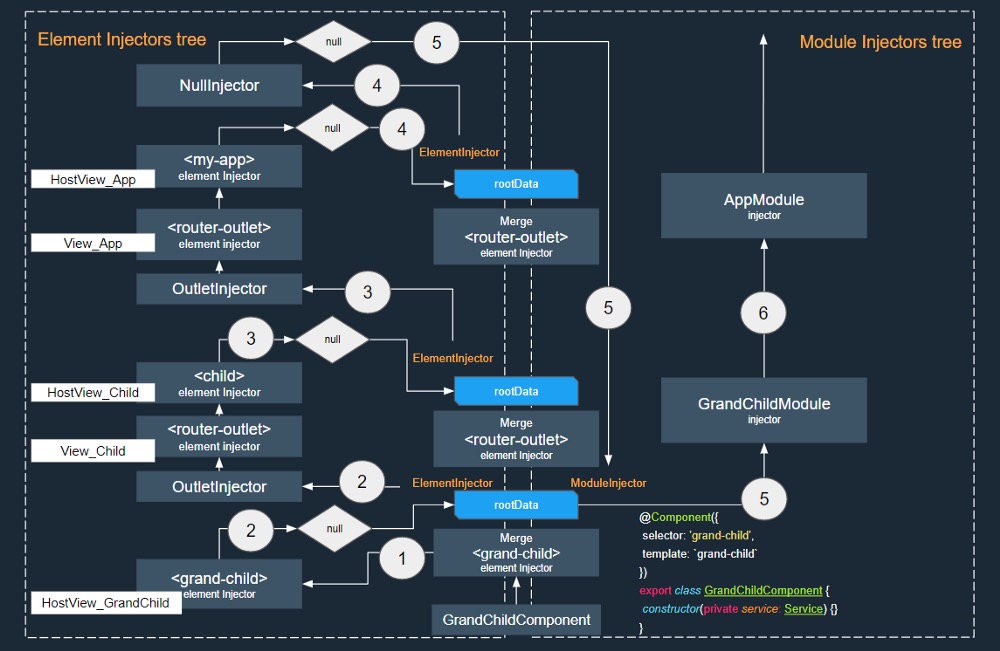 Element Injectors tree
Module Injectors tree
null
5
NullInjector
4
null
4
ElementInjector
<my-app>
element Injector
HostView_App
rootData
AppModule
injector
<router-outlet>
element injector
View_App
Merge
<router-outlet>
element Injector
OutletInjector
3
5
6
3
null
ElementInjector
<child>
element Injector
HostView_Child
rootData
GrandChildModule
injector
<router-outlet>
element injector
View_Child
Merge
<router-outlet>
element Injector
OutletInjector
2
ElementInjector
ModuleInjector
rootData
5
2
null
@Component({
selector: 'grand-child',
template: `grand-child`
})
export class GrandChildComponent {
constructor(private service: Service) {}
}
Merge
<grand-child>
element Injector
1
<grand-child>
element Injector
HostView_GrandChild
GrandChildComponent